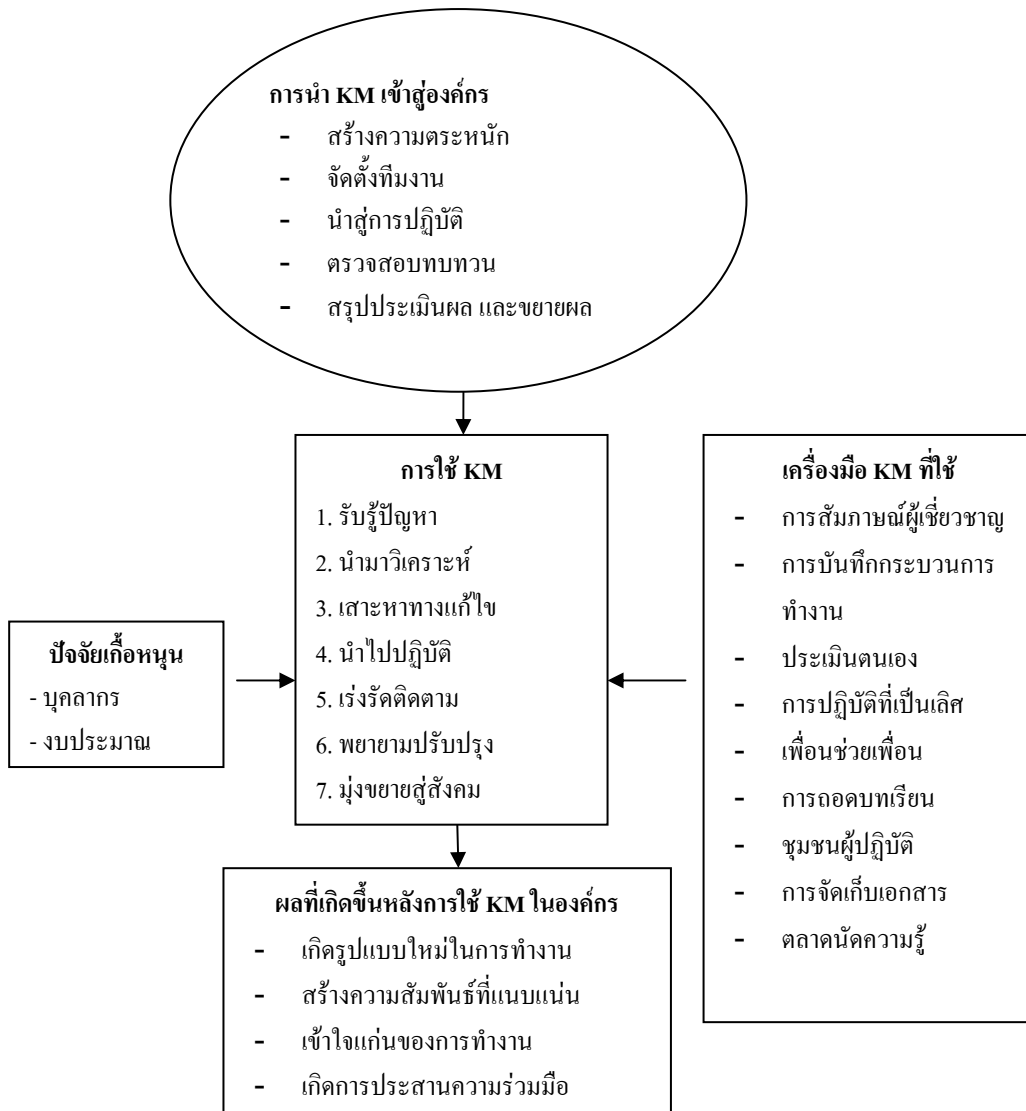 การนำ KM เข้าสู่องค์กร
- สร้างความตระหนัก
- จัดตั้งทีมงาน
- นำสู่การปฏิบัติ
- ตรวจสอบทบทวน
- สรุปประเมินผล และขยายผล
การใช้ KM
1. รับรู้ปัญหา
2. นำมาวิเคราะห์
3. เสาะหาทางแก้ไข
4. นำไปปฏิบัติ
5. เร่งรัดติดตาม
6. พยายามปรับปรุง
7. มุ่งขยายสู่สังคม
เครื่องมือ KM ที่ใช้
- การสัมภาษณ์ผู้เชี่ยวชาญ
- การบันทึกกระบวนการ
ทำงาน
- ประเมินตนเอง
- การปฏิบัติที่เป็นเลิศ
- เพื่อนช่วยเพื่อน
- การถอดบทเรียน
- ชุมชนผู้ปฏิบัติ
- การจัดเก็บเอกสาร
- ตลาดนัดความรู้
ปัจจัยเกื้อหนุน
- บุคลากร
- งบประมาณ
ผลที่เกิดขึ้นหลังการใช้ KM ในองค์กร
- เกิดรูปแบบใหม่ในการทำงาน
- สร้างความสัมพันธ์ที่แนบแน่น
- เข้าใจแก่นของการทำงาน
- เกิดการประสานความร่วมมือ